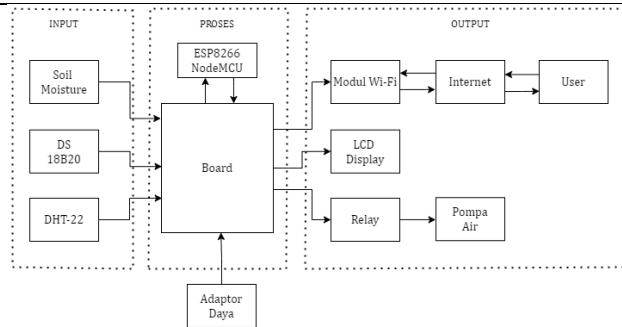 INPUT
PROSES
OUTPUT
Soil
Moisture
DS
18B20
DHT-22
ESP8266
NodeMCU
Board
Adaptor
Daya
Modul Wi-Fi
Internet
User
LCD
Display
Relay
Pompa
Air